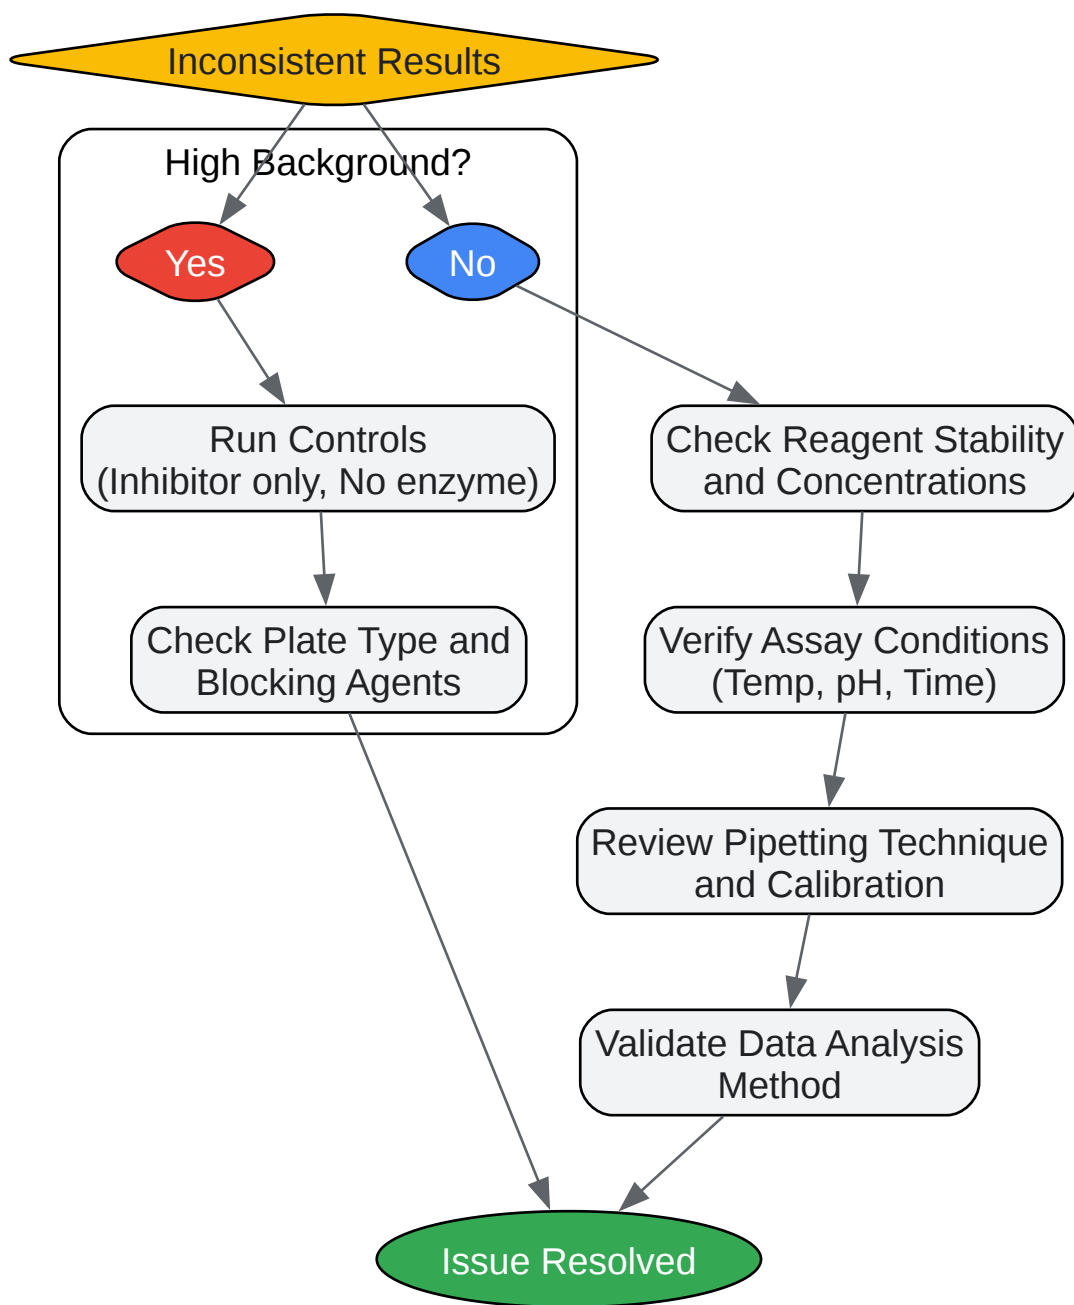 Inconsistent Results
High Background?
Yes
No
Run Controls
(Inhibitor only, No enzyme)
Check Reagent Stability
and Concentrations
Check Plate Type and
Blocking Agents
Verify Assay Conditions
(Temp, pH, Time)
Review Pipetting Technique
and Calibration
Validate Data Analysis
Method
Issue Resolved